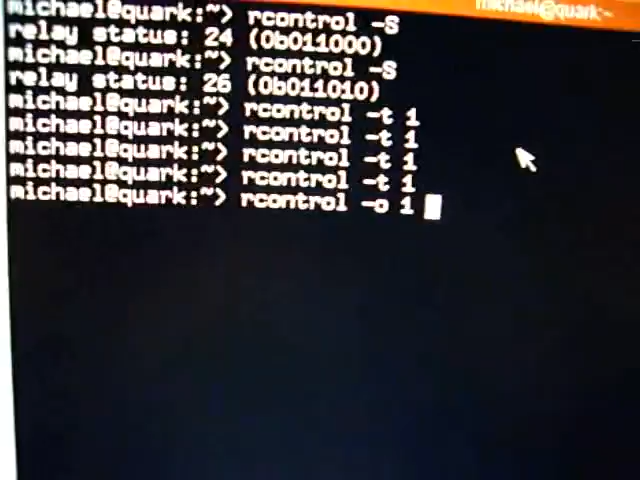 michael@quark:~
michael@quark:~> rcontrol -S
relay status: 24 (0b011000)
michael@quark:~> rcontrol -S
relay status: 26 (0b011010)
michael@quark:~> rcontrol -t 1
michael@quark:~> rcontrol -t 1
michael@quark:~> rcontrol -t 1
michael@quark:~> rcontrol -t 1
michael@quark:~> rcontrol -o 1